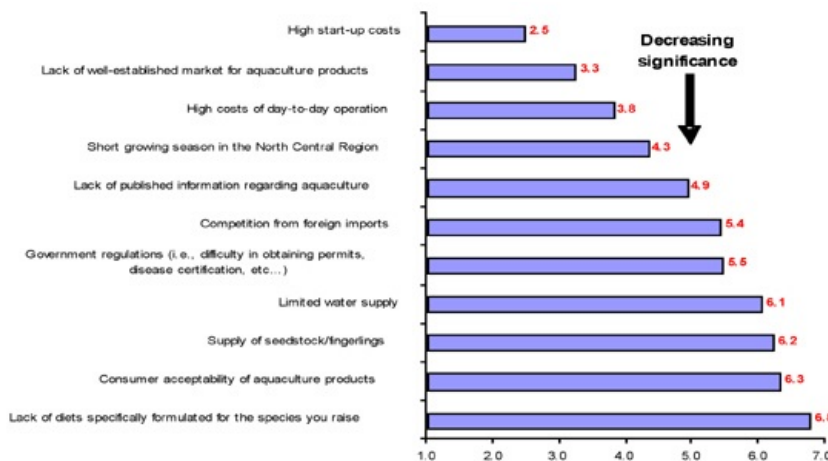 High start-up costs
2.5
Decreasing
significance
Lack of well-established market for aquaculture products
3.3
High costs of day-to-day operation
3.8
Short growing season in the North Central Region
4.3
Lack of published information regarding aquaculture
4.9
Competition from foreign imports
5.4
Government regulations (i.e., difficulty in obtaining permits,
disease certification, etc...)
5.5
Limited water supply
6.1
Supply of seedstock/fingerlings
6.2
Consumer acceptability of aquaculture products
6.3
Lack of diets specifically formulated for the species you raise
1.0 2.0 3.0 4.0 5.0 6.0 7.0